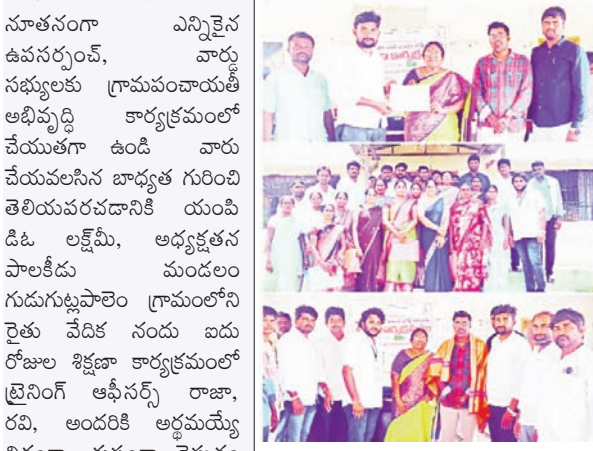 నూతనంగా ఎన్నికైన
ఉపసర్పంచ్, వార్డు
సభ్యులకు గ్రామపంచాయతీ
అభివృద్ధి కార్యక్రమంలో
చేయుతగా ఉండి వారు
చేయవలసిన బాధ్యత గురించి
తెలియపరచడానికి యంపి
డిఓ లక్ష్మీ, అధ్యక్షతన
పాలకీడు మండలం
గుడుగుట్లపాలెం గ్రామంలోని
రైతు వేదిక నందు ఐదు
రోజుల శిక్షణా కార్యక్రమంలో
ట్రైనింగ్ ఆఫీసర్స్ రాజా,
రవి, అందరికి అర్థమయ్యే